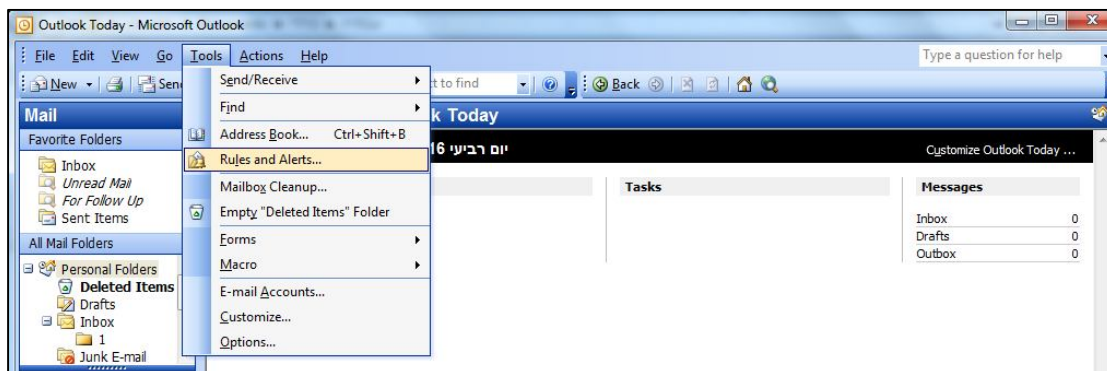 Outlook Today - Microsoft Outlook
File Edit View Go Tools Actions Help
Type a question for help
New
to find
Back
Mail
Favorite Folders
Inbox
Unread Mail
For Follow Up
Sent Items
All Mail Folders
Personal Folders
Deleted Items
Drafts
Inbox
1
Junk E-mail
Send/Receive
Find
Address Book... Ctrl+Shift+B
Rules and Alerts...
Mailbox Cleanup...
Empty "Deleted Items" Folder
Forms
Macro
E-mail Accounts...
Customize...
Options...
Today
יום רביעי 16
Customize Outlook Today ...
Tasks
Messages
Inbox 0
Drafts 0
Outbox 0